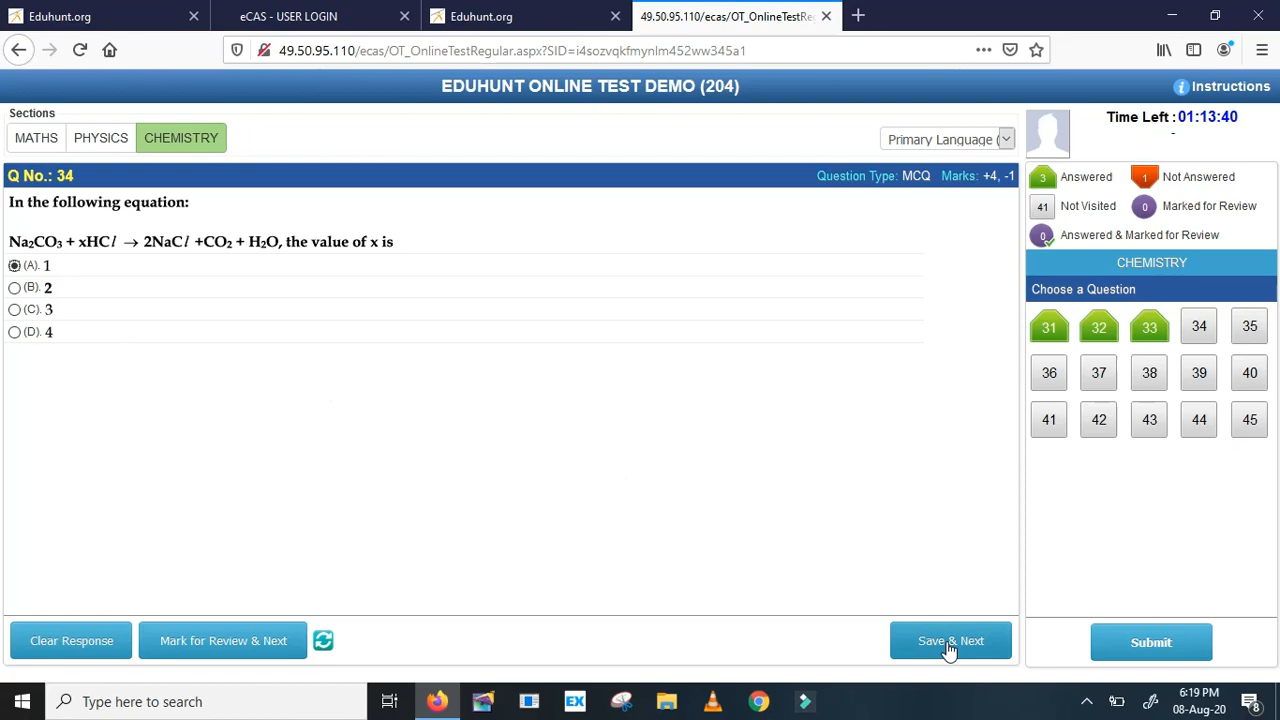 Eduhunt.org
eCAS - USER LOGIN
Eduhunt.org
49.50.95.110/ecas/OT_OnlineTestRegular
49.50.95.110/ecas/OT_OnlineTestRegular.aspx?SID=i4sozvqkfmynlm452ww345a1
EDUHUNT ONLINE TEST DEMO (204)
Instructions
Sections
MATHS
PHYSICS
CHEMISTRY
Primary Language (
Time Left : 01:13:40
-
Q No.: 34
Question Type: MCQ Marks: +4, -1
In the following equation:
Na₂CO₃ + xHCl → 2NaCl +CO₂ + H₂O, the value of x is
(A). 1
(B). 2
(C). 3
(D). 4
3 Answered
1 Not Answered
41 Not Visited
0 Marked for Review
0 Answered & Marked for Review
CHEMISTRY
Choose a Question
31 32 33 34 35
36 37 38 39 40
41 42 43 44 45
Clear Response
Mark for Review & Next
Save & Next
Submit
Type here to search
EX
6:19 PM
08-Aug-20
8